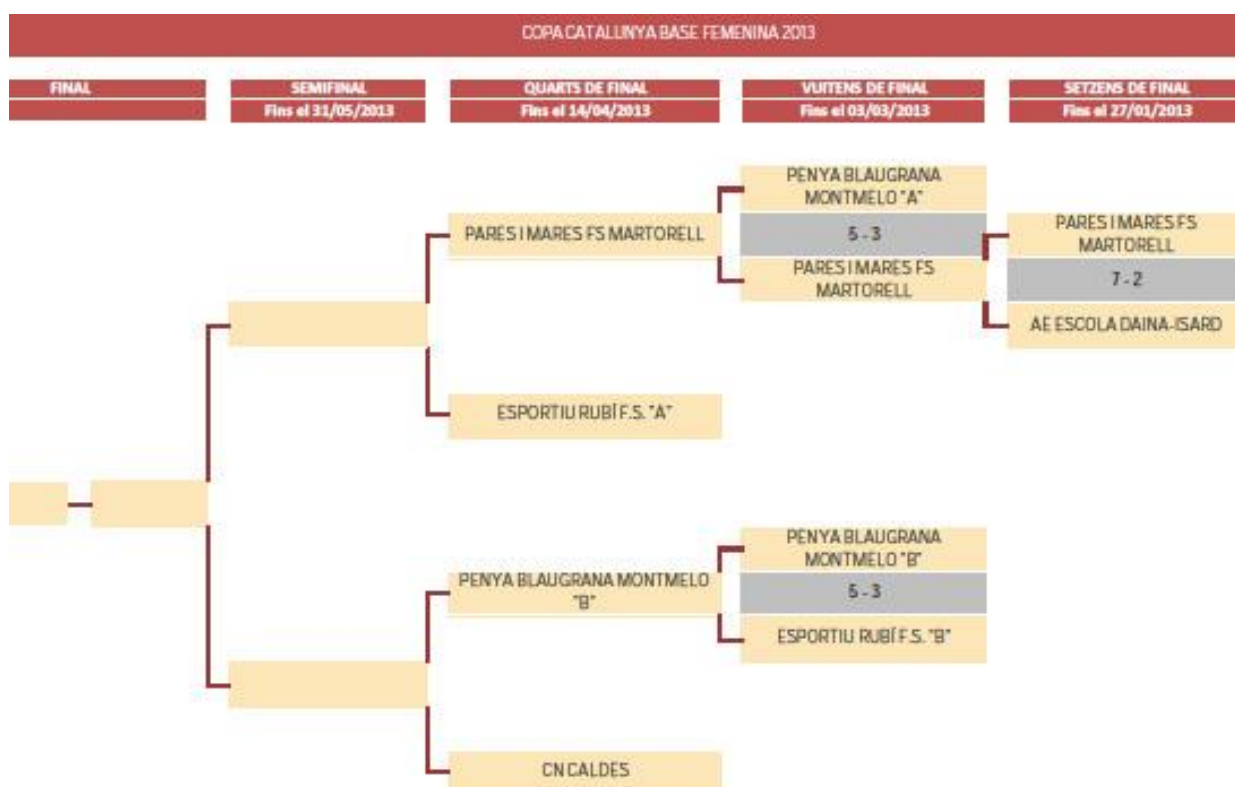 COPA CATALUNYA BASE FEMENINA 2013
FINAL
SEMIFINAL
QUARTS DE FINAL
VUITENS DE FINAL
SETZENS DE FINAL
Fins el 31/05/2013
Fins el 14/04/2013
Fins el 03/03/2013
Fins el 27/01/2013
PENYA BLAUGRANA
MONTMELO "A"
PARES I MARES FS MARTORELL
5 - 3
PARES I MARES FS
MARTORELL
PARES I MARES FS
MARTORELL
7 - 2
AE ESCOLA DAINA-ISARD
ESPORTIU RUBÍ F.S. "A"
PENYA BLAUGRANA
MONTMELO "B"
PENYA BLAUGRANA MONTMELO
"B"
5 - 3
ESPORTIU RUBÍ F.S. "B"
CN CALDES